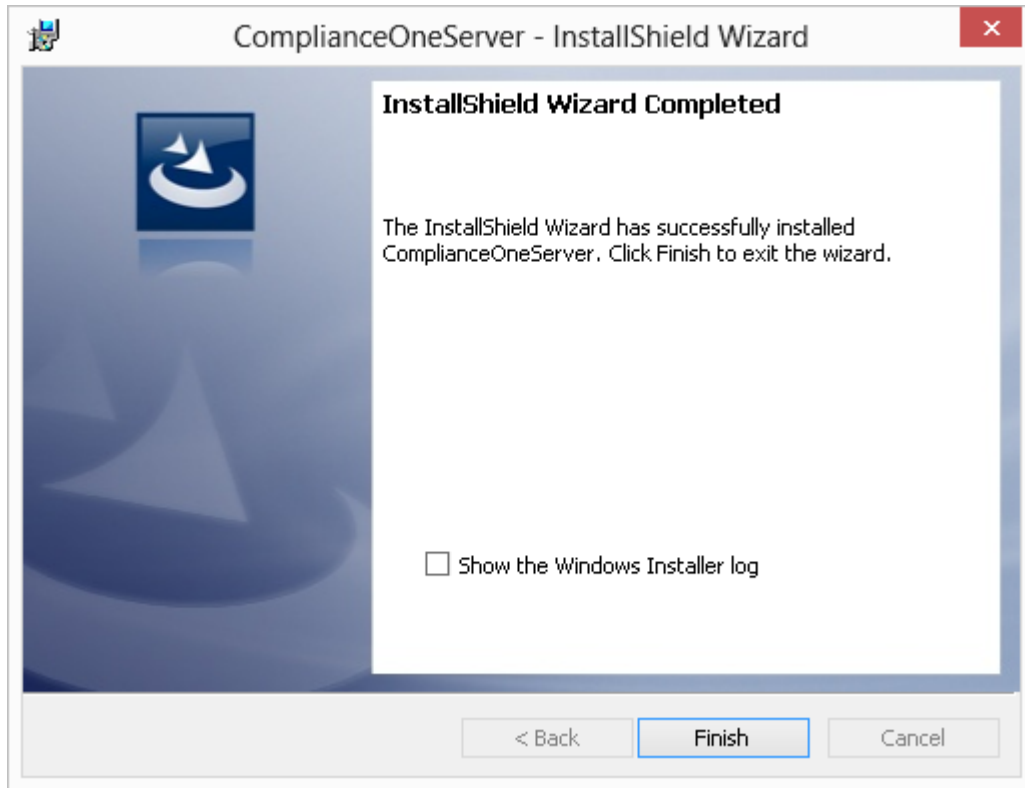 ComplianceOneServer - InstallShield Wizard
InstallShield Wizard Completed
The InstallShield Wizard has successfully installed
ComplianceOneServer. Click Finish to exit the wizard.
Show the Windows Installer log
< Back
Finish
Cancel